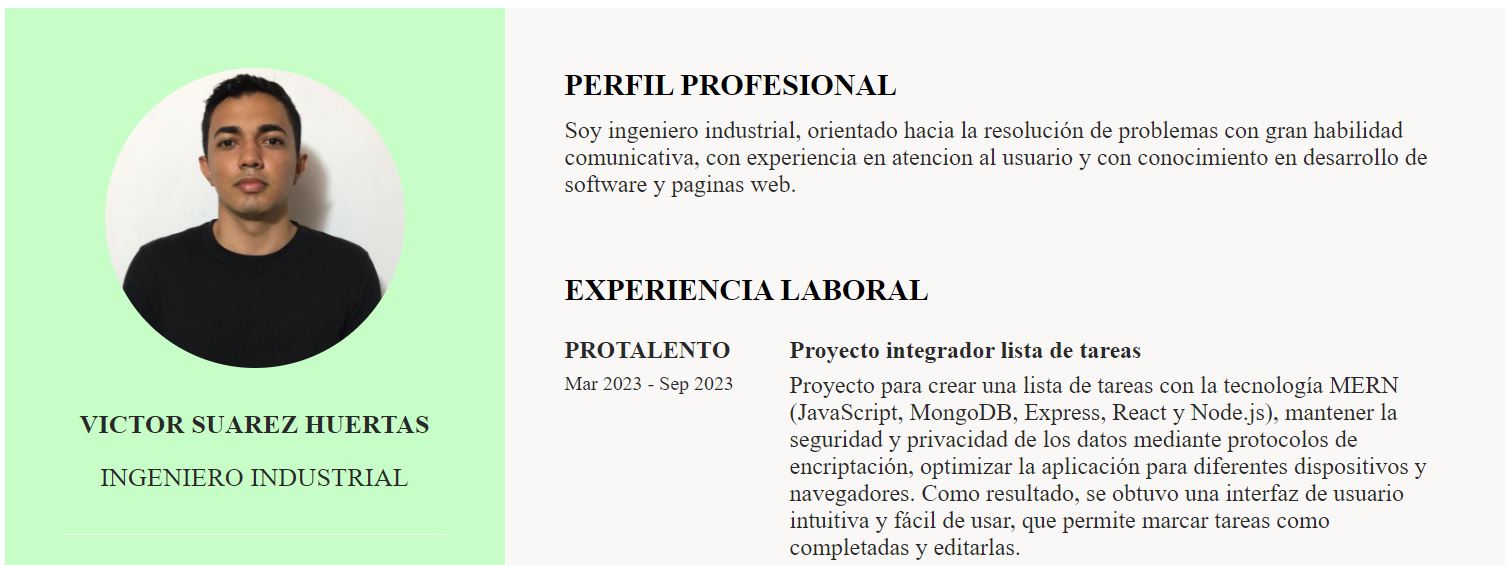 VICTOR SUAREZ HUERTAS
INGENIERO INDUSTRIAL
PERFIL PROFESIONAL
Soy ingeniero industrial, orientado hacia la resolución de problemas con gran habilidad
comunicativa, con experiencia en atencion al usuario y con conocimiento en desarrollo de
software y paginas web.
EXPERIENCIA LABORAL
PROTALENTO
Mar 2023 - Sep 2023
Proyecto integrador lista de tareas
Proyecto para crear una lista de tareas con la tecnología MERN
(JavaScript, MongoDB, Express, React y Node.js), mantener la
seguridad y privacidad de los datos mediante protocolos de
encriptación, optimizar la aplicación para diferentes dispositivos y
navegadores. Como resultado, se obtuvo una interfaz de usuario
intuitiva y fácil de usar, que permite marcar tareas como
completadas y editarlas.